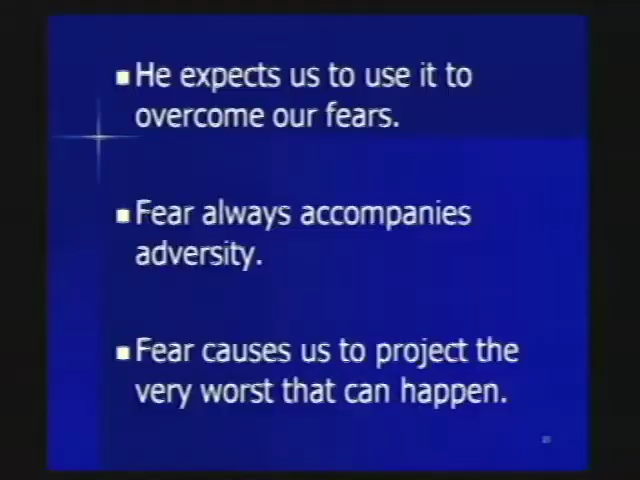 He expects us to use it to
overcome our fears.
Fear always accompanies
adversity.
Fear causes us to project the
very worst that can happen.